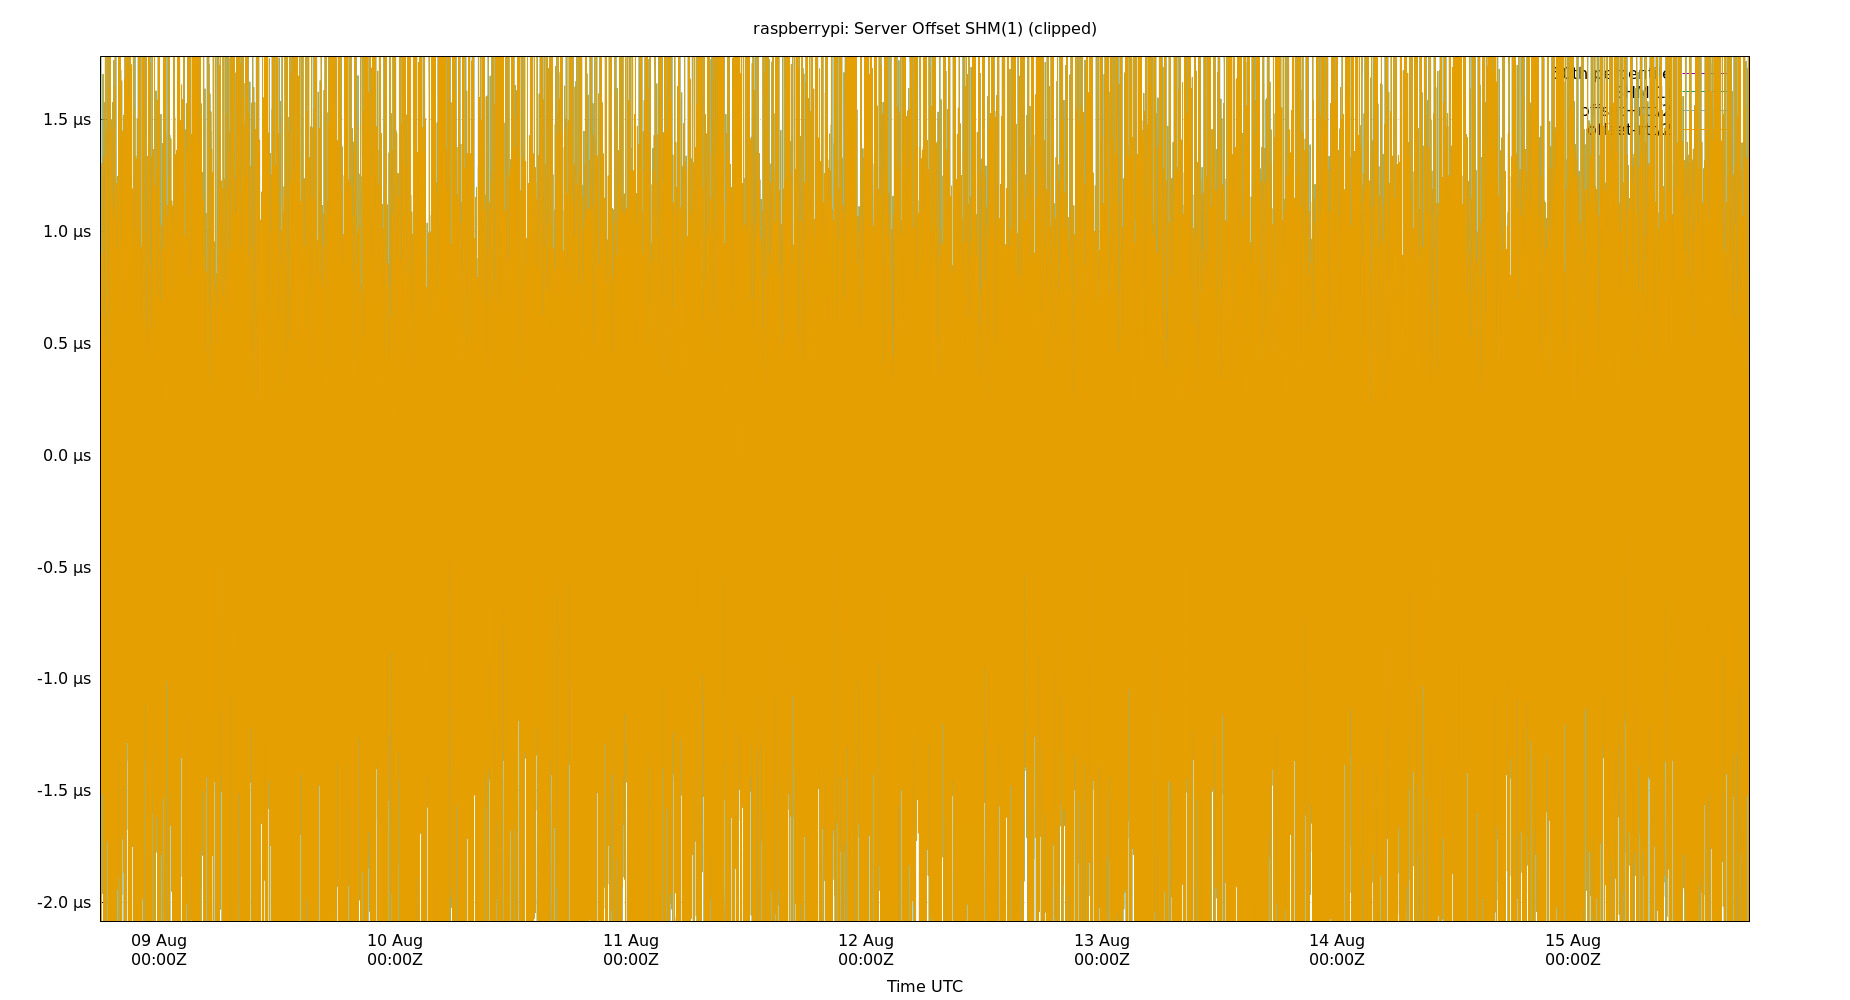 raspberrypi: Server Offset SHM(1) (clipped)
1.5 µs
1.0 µs
0.5 µs
0.0 µs
-0.5 µs
-1.0 µs
-1.5 µs
-2.0 µs
09 Aug 10 Aug 11 Aug 12 Aug 13 Aug 14 Aug 15 Aug
00:00Z 00:00Z 00:00Z 00:00Z 00:00Z 00:00Z 00:00Z
Time UTC